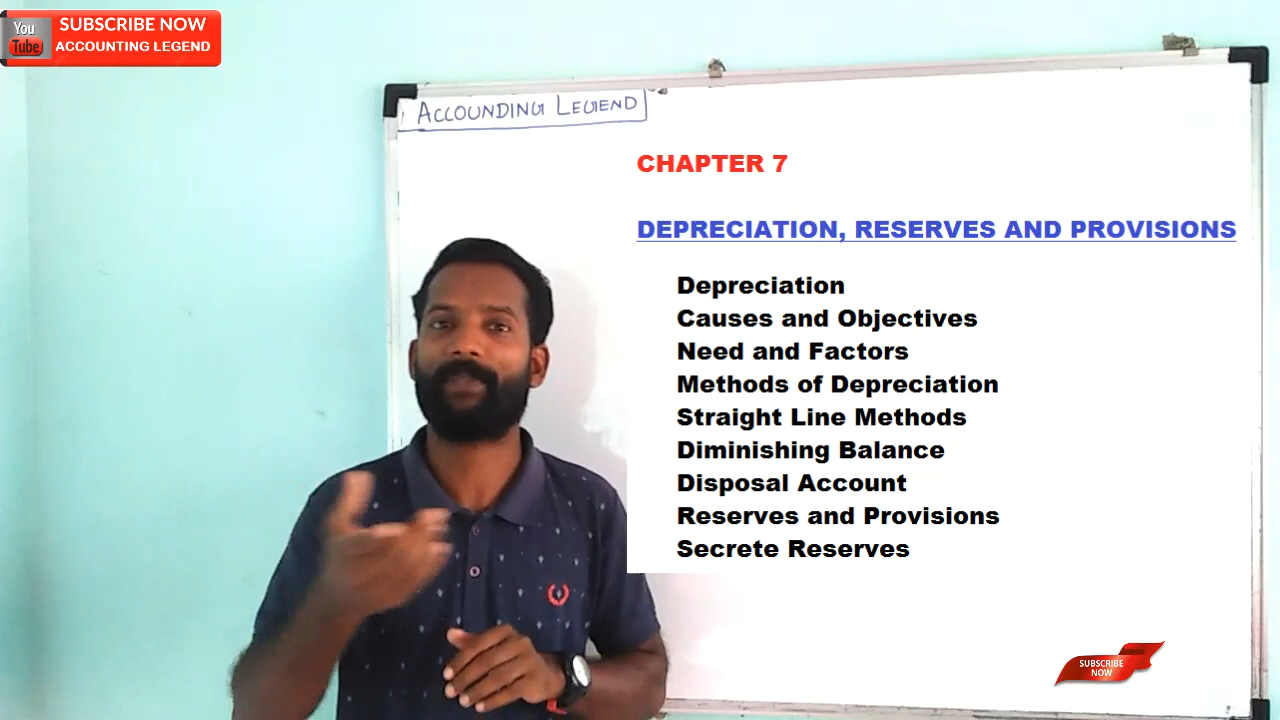 You
Tube
SUBSCRIBE NOW
ACCOUNTING LEGEND
ACCOUNDING LEGEND
CHAPTER 7
DEPRECIATION, RESERVES AND PROVISIONS
Depreciation
Causes and Objectives
Need and Factors
Methods of Depreciation
Straight Line Methods
Diminishing Balance
Disposal Account
Reserves and Provisions
Secrete Reserves
SUBSCRIBE
NOW